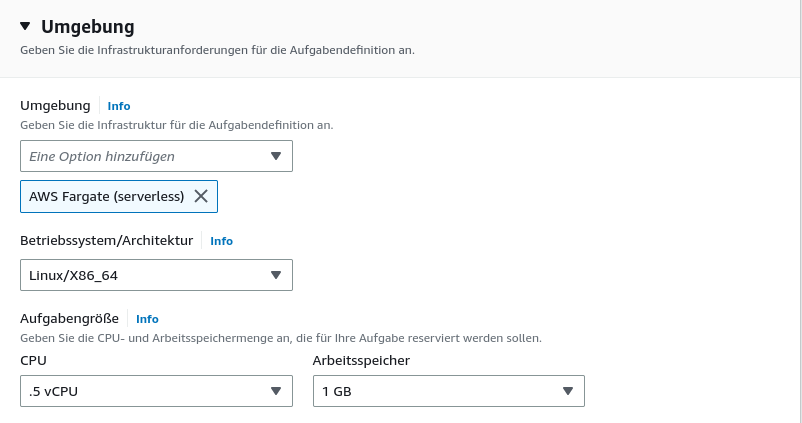 Umgebung
Geben Sie die Infrastrukturanforderungen für die Aufgabendefinition an.
Umgebung Info
Geben Sie die Infrastruktur für die Aufgabendefinition an.
Eine Option hinzufügen
AWS Fargate (serverless)
Betriebssystem/Architektur Info
Linux/X86_64
Aufgabengröße Info
Geben Sie die CPU- und Arbeitsspeichermenge an, die für Ihre Aufgabe reserviert werden sollen.
CPU Arbeitsspeicher
.5 vCPU 1 GB